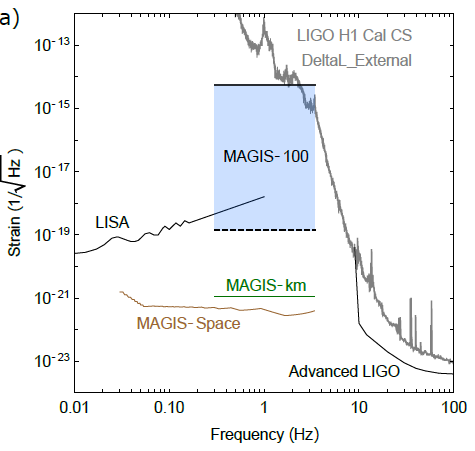 a)
LIGO H1 Cal CS
DeltaL_External
10⁻¹³
10⁻¹⁵
10⁻¹⁷
10⁻¹⁹
10⁻²¹
10⁻²³
Strain (1/√Hz)
MAGIS-100
LISA
MAGIS-km
MAGIS-Space
Advanced LIGO
0.01 0.10 1 10 100
Frequency (Hz)